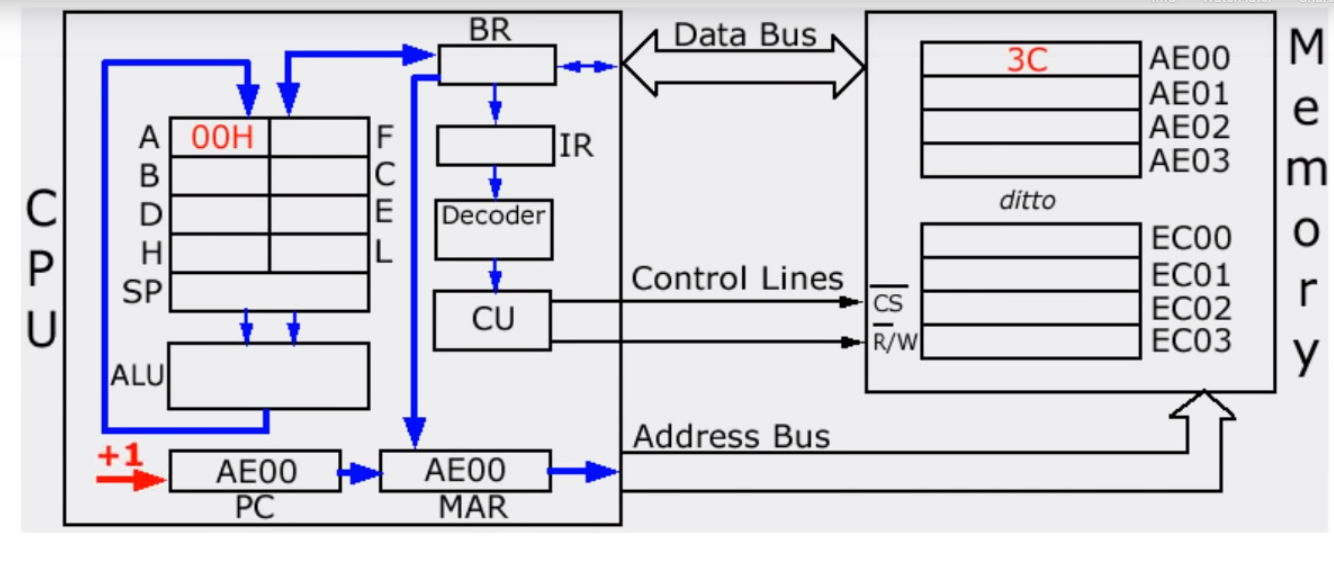 BR
Data Bus
M
e
m
o
r
y
3C
AE00
AE01
AE02
AE03
ditto
EC00
EC01
EC02
EC03
A
00H
F
B
C
D
E
H
L
SP
IR
Decoder
CU
C
P
U
Control Lines
CS
R/W
ALU
+1
AE00
PC
AE00
MAR
Address Bus